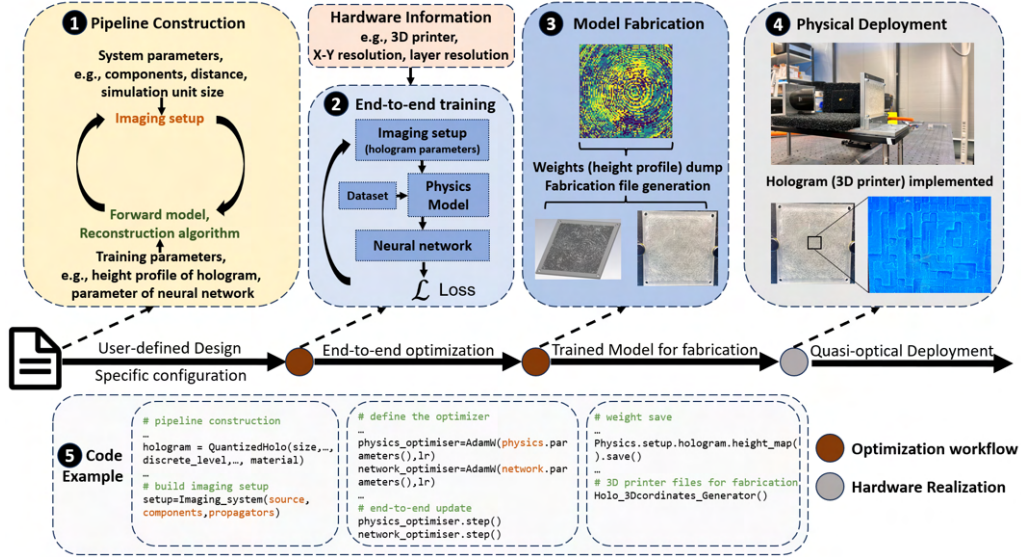 1 Pipeline Construction
System parameters,
e.g., components, distance,
simulation unit size
Imaging setup
Forward model,
Reconstruction algorithm
Training parameters,
e.g., height profile of hologram,
parameter of neural network
Hardware Information
e.g., 3D printer,
X-Y resolution, layer resolution
2 End-to-end training
Imaging setup
(hologram parameters)
Dataset
Physics
Model
Neural network
ℒ Loss
3 Model Fabrication
Weights (height profile) dump
Fabrication file generation
4 Physical Deployment
Hologram (3D printer) implemented
User-defined Design
Specific configuration
End-to-end optimization
Trained Model for fabrication
Quasi-optical Deployment
5 Code
Example
# pipeline construction
…
hologram = QuantizedHolo(size,…,
discrete_level,…, material)
…
# build imaging setup
setup=Imaging_system(source,
components,propagators)
# define the optimizer
…
physics_optimiser=AdamW(physics.par
ameters(),lr)
network_optimiser=AdamW(network.par
ameters(),lr)
…
# end-to-end update
physics_optimiser.step()
network_optimiser.step()
# weight save
…
Physics.setup.hologram.height_map(
).save()
…
# 3D printer files for fabrication
Holo_3Dcordinates_Generator()
Optimization workflow
Hardware Realization